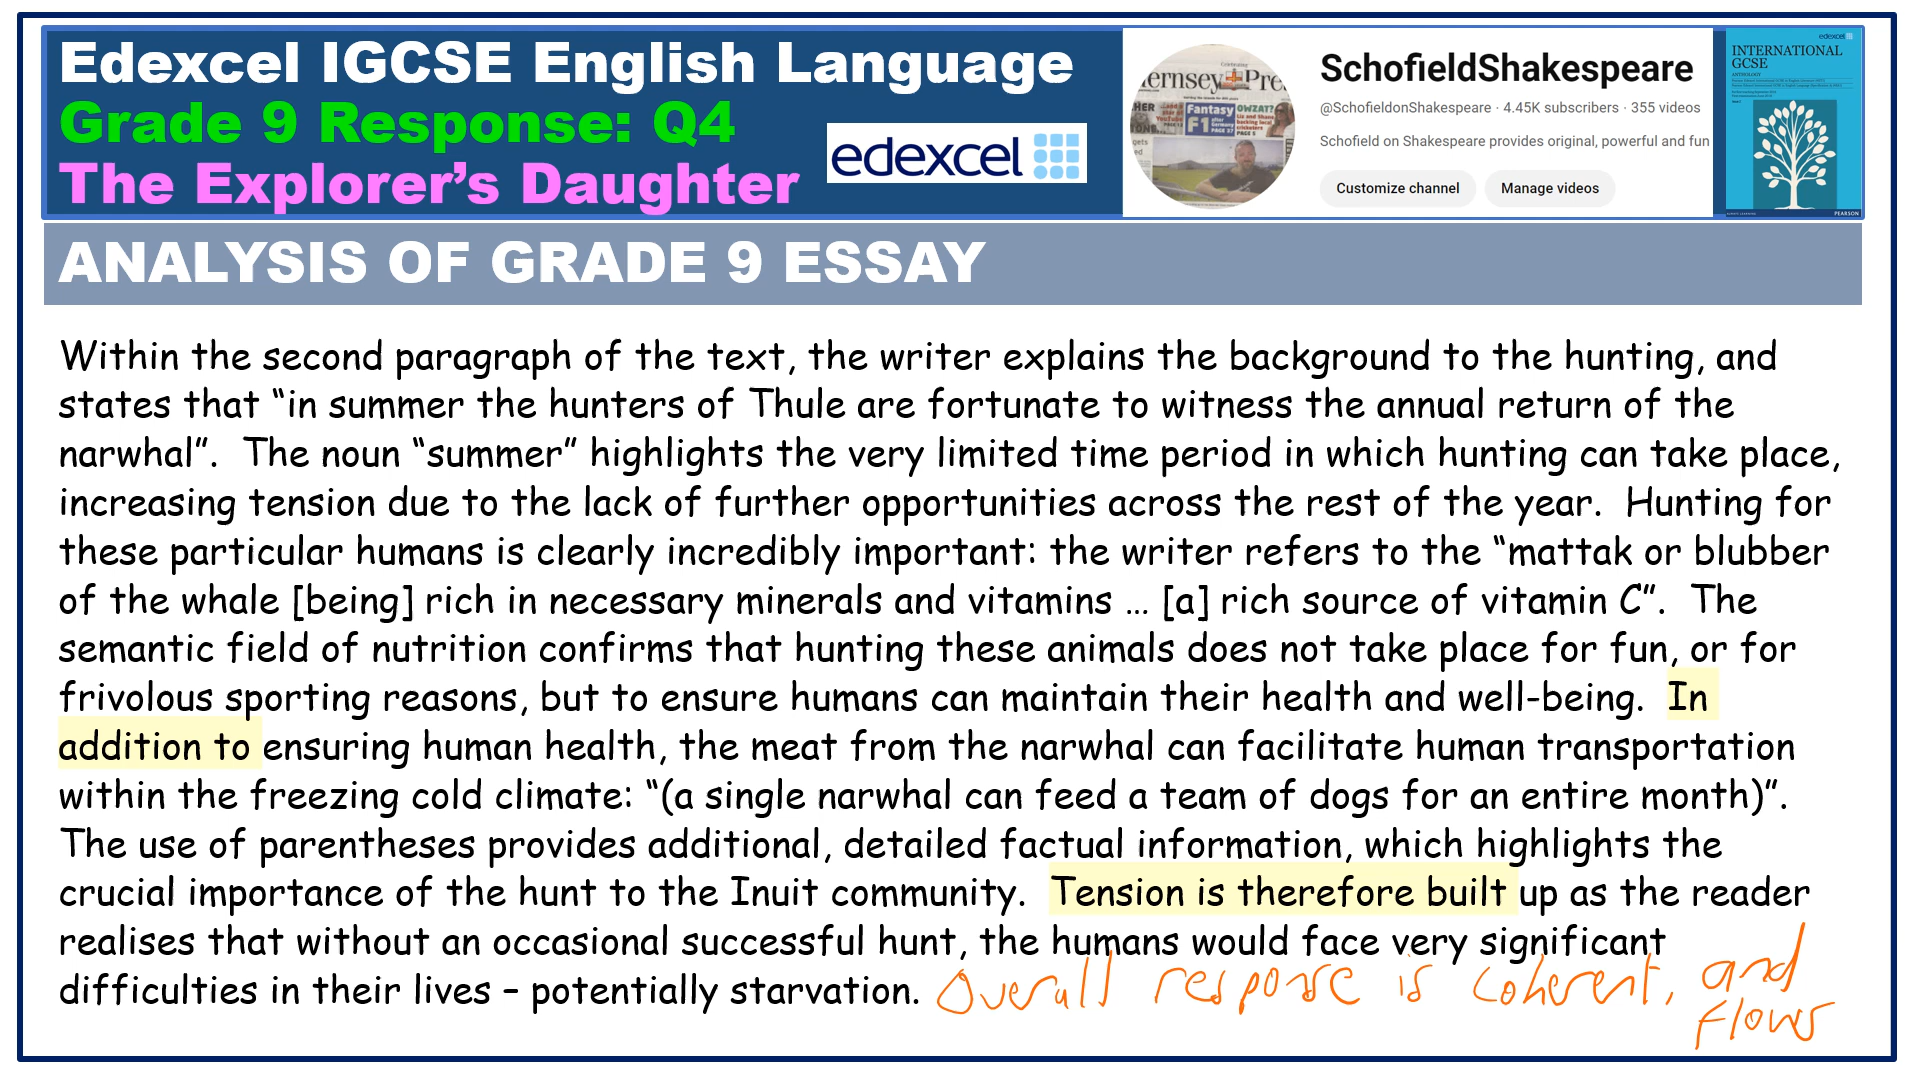 Edexcel IGCSE English Language
Grade 9 Response: Q4
The Explorer's Daughter
edexcel
SchofieldShakespeare
@SchofieldonShakespeare · 4.45K subscribers · 355 videos
Schofield on Shakespeare provides original, powerful and fun
Customize channel
Manage videos
edexcel
INTERNATIONAL
GCSE
ANTHOLOGY
PEARSON
ANALYSIS OF GRADE 9 ESSAY
Within the second paragraph of the text, the writer explains the background to the hunting, and
states that “in summer the hunters of Thule are fortunate to witness the annual return of the
narwhal”. The noun “summer” highlights the very limited time period in which hunting can take place,
increasing tension due to the lack of further opportunities across the rest of the year. Hunting for
these particular humans is clearly incredibly important: the writer refers to the “mattak or blubber
of the whale [being] rich in necessary minerals and vitamins … [a] rich source of vitamin C”. The
semantic field of nutrition confirms that hunting these animals does not take place for fun, or for
frivolous sporting reasons, but to ensure humans can maintain their health and well-being. In
addition to ensuring human health, the meat from the narwhal can facilitate human transportation
within the freezing cold climate: “(a single narwhal can feed a team of dogs for an entire month)”.
The use of parentheses provides additional, detailed factual information, which highlights the
crucial importance of the hunt to the Inuit community. Tension is therefore built up as the reader
realises that without an occasional successful hunt, the humans would face very significant
difficulties in their lives – potentially starvation.
Overall response is coherent, and
flows